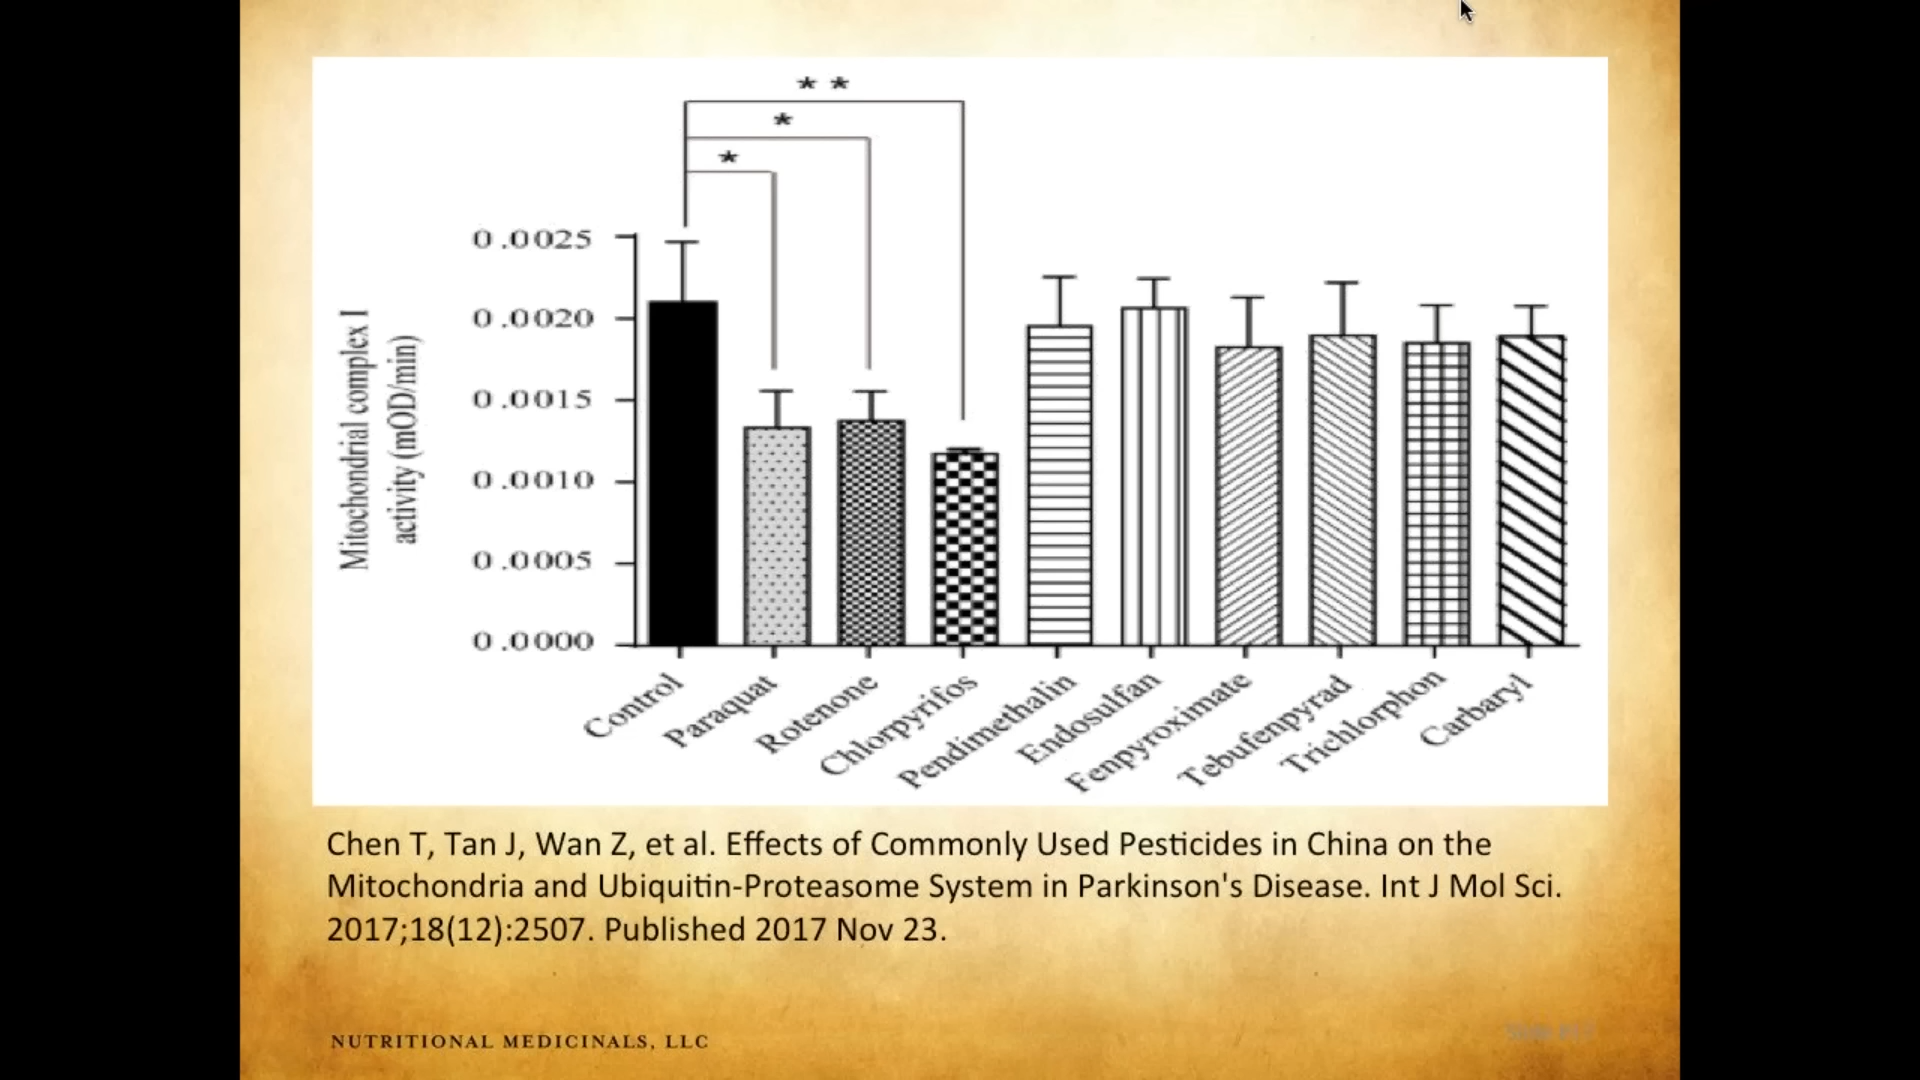 * *
*
*
0.0025
0.0020
0.0015
0.0010
0.0005
0.0000
Mitochondrial complex I
activity (mOD/min)
Control
Paraquat
Rotenone
Chlorpyrifos
Pendimethalin
Endosulfan
Fenpyroximate
Tebufenpyrad
Trichlorphon
Carbaryl
Chen T, Tan J, Wan Z, et al. Effects of Commonly Used Pesticides in China on the
Mitochondria and Ubiquitin-Proteasome System in Parkinson's Disease. Int J Mol Sci.
2017;18(12):2507. Published 2017 Nov 23.
NUTRITIONAL MEDICINALS, LLC